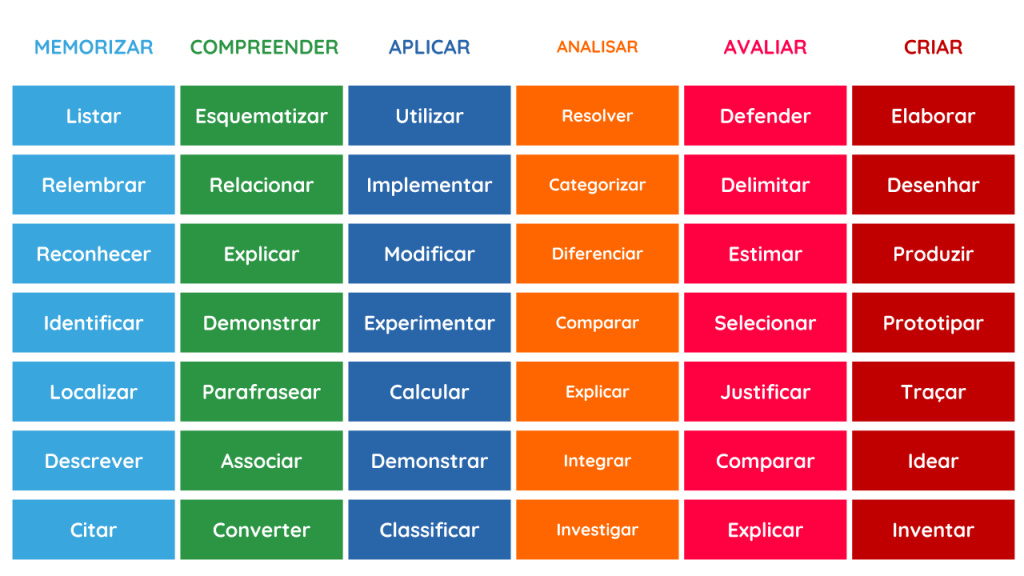 MEMORIZAR COMPREENDER APLICAR ANALISAR AVALIAR CRIAR
Listar Esquematizar Utilizar Resolver Defender Elaborar
Relembrar Relacionar Implementar Categorizar Delimitar Desenhar
Reconhecer Explicar Modificar Diferenciar Estimar Produzir
Identificar Demonstrar Experimentar Comparar Selecionar Prototipar
Localizar Parafrasear Calcular Explicar Justificar Traçar
Descrever Associar Demonstrar Integrar Comparar Idear
Citar Converter Classificar Investigar Explicar Inventar